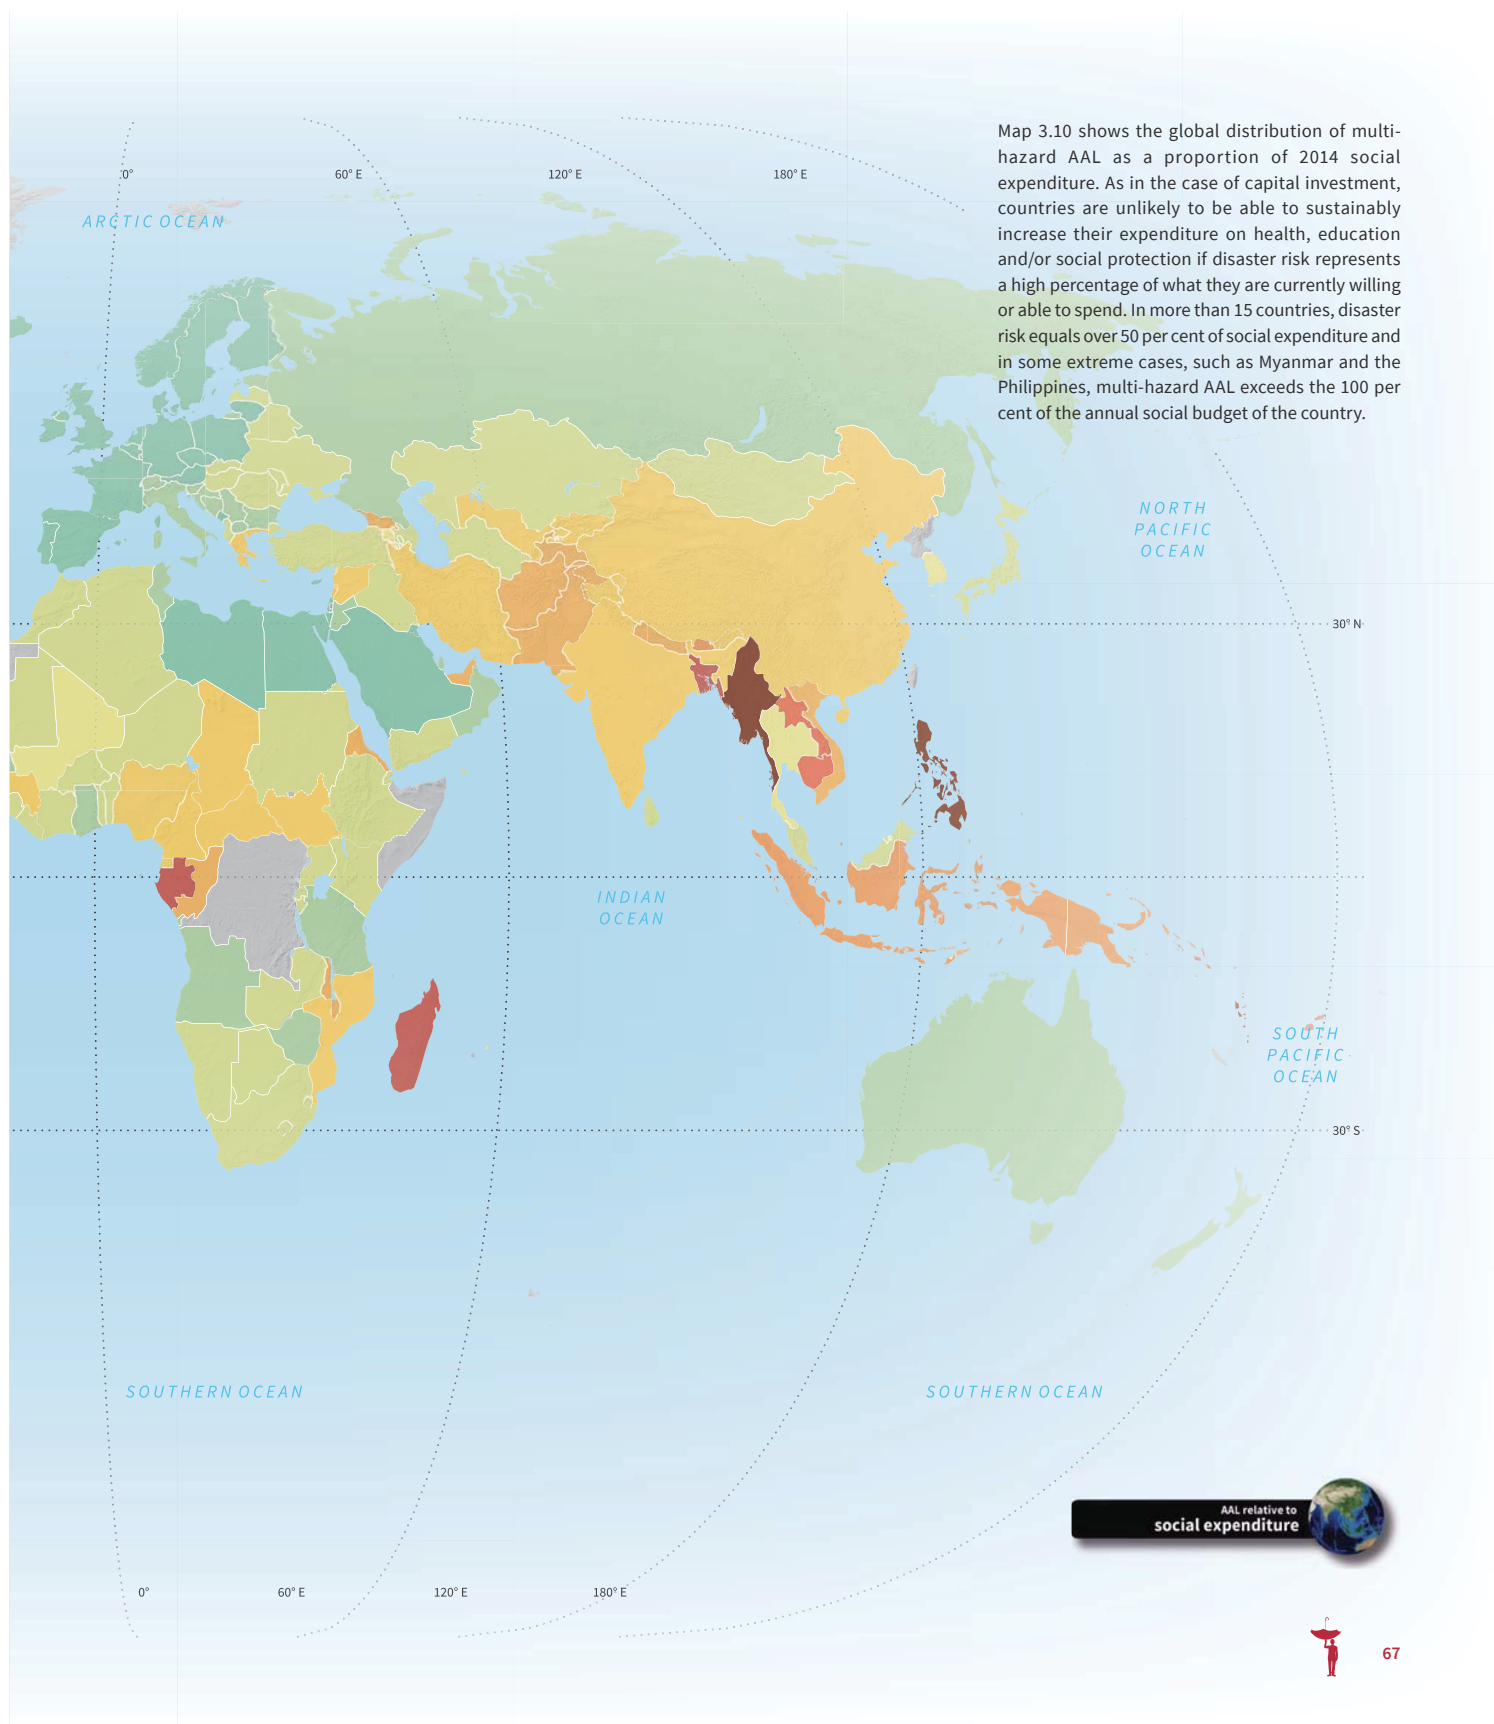 Map 3.10 shows the global distribution of multi-
hazard AAL as a proportion of 2014 social
expenditure. As in the case of capital investment,
countries are unlikely to be able to sustainably
increase their expenditure on health, education
and/or social protection if disaster risk represents
a high percentage of what they are currently willing
or able to spend. In more than 15 countries, disaster
risk equals over 50 per cent of social expenditure and
in some extreme cases, such as Myanmar and the
Philippines, multi-hazard AAL exceeds the 100 per
cent of the annual social budget of the country.
0°
60° E
120° E
180° E
ARCTIC OCEAN
NORTH
PACIFIC
OCEAN
30° N
INDIAN
OCEAN
SOUTH
PACIFIC
OCEAN
30° S
SOUTHERN OCEAN
SOUTHERN OCEAN
AAL relative to
social expenditure
0°
60° E
120° E
180° E
67